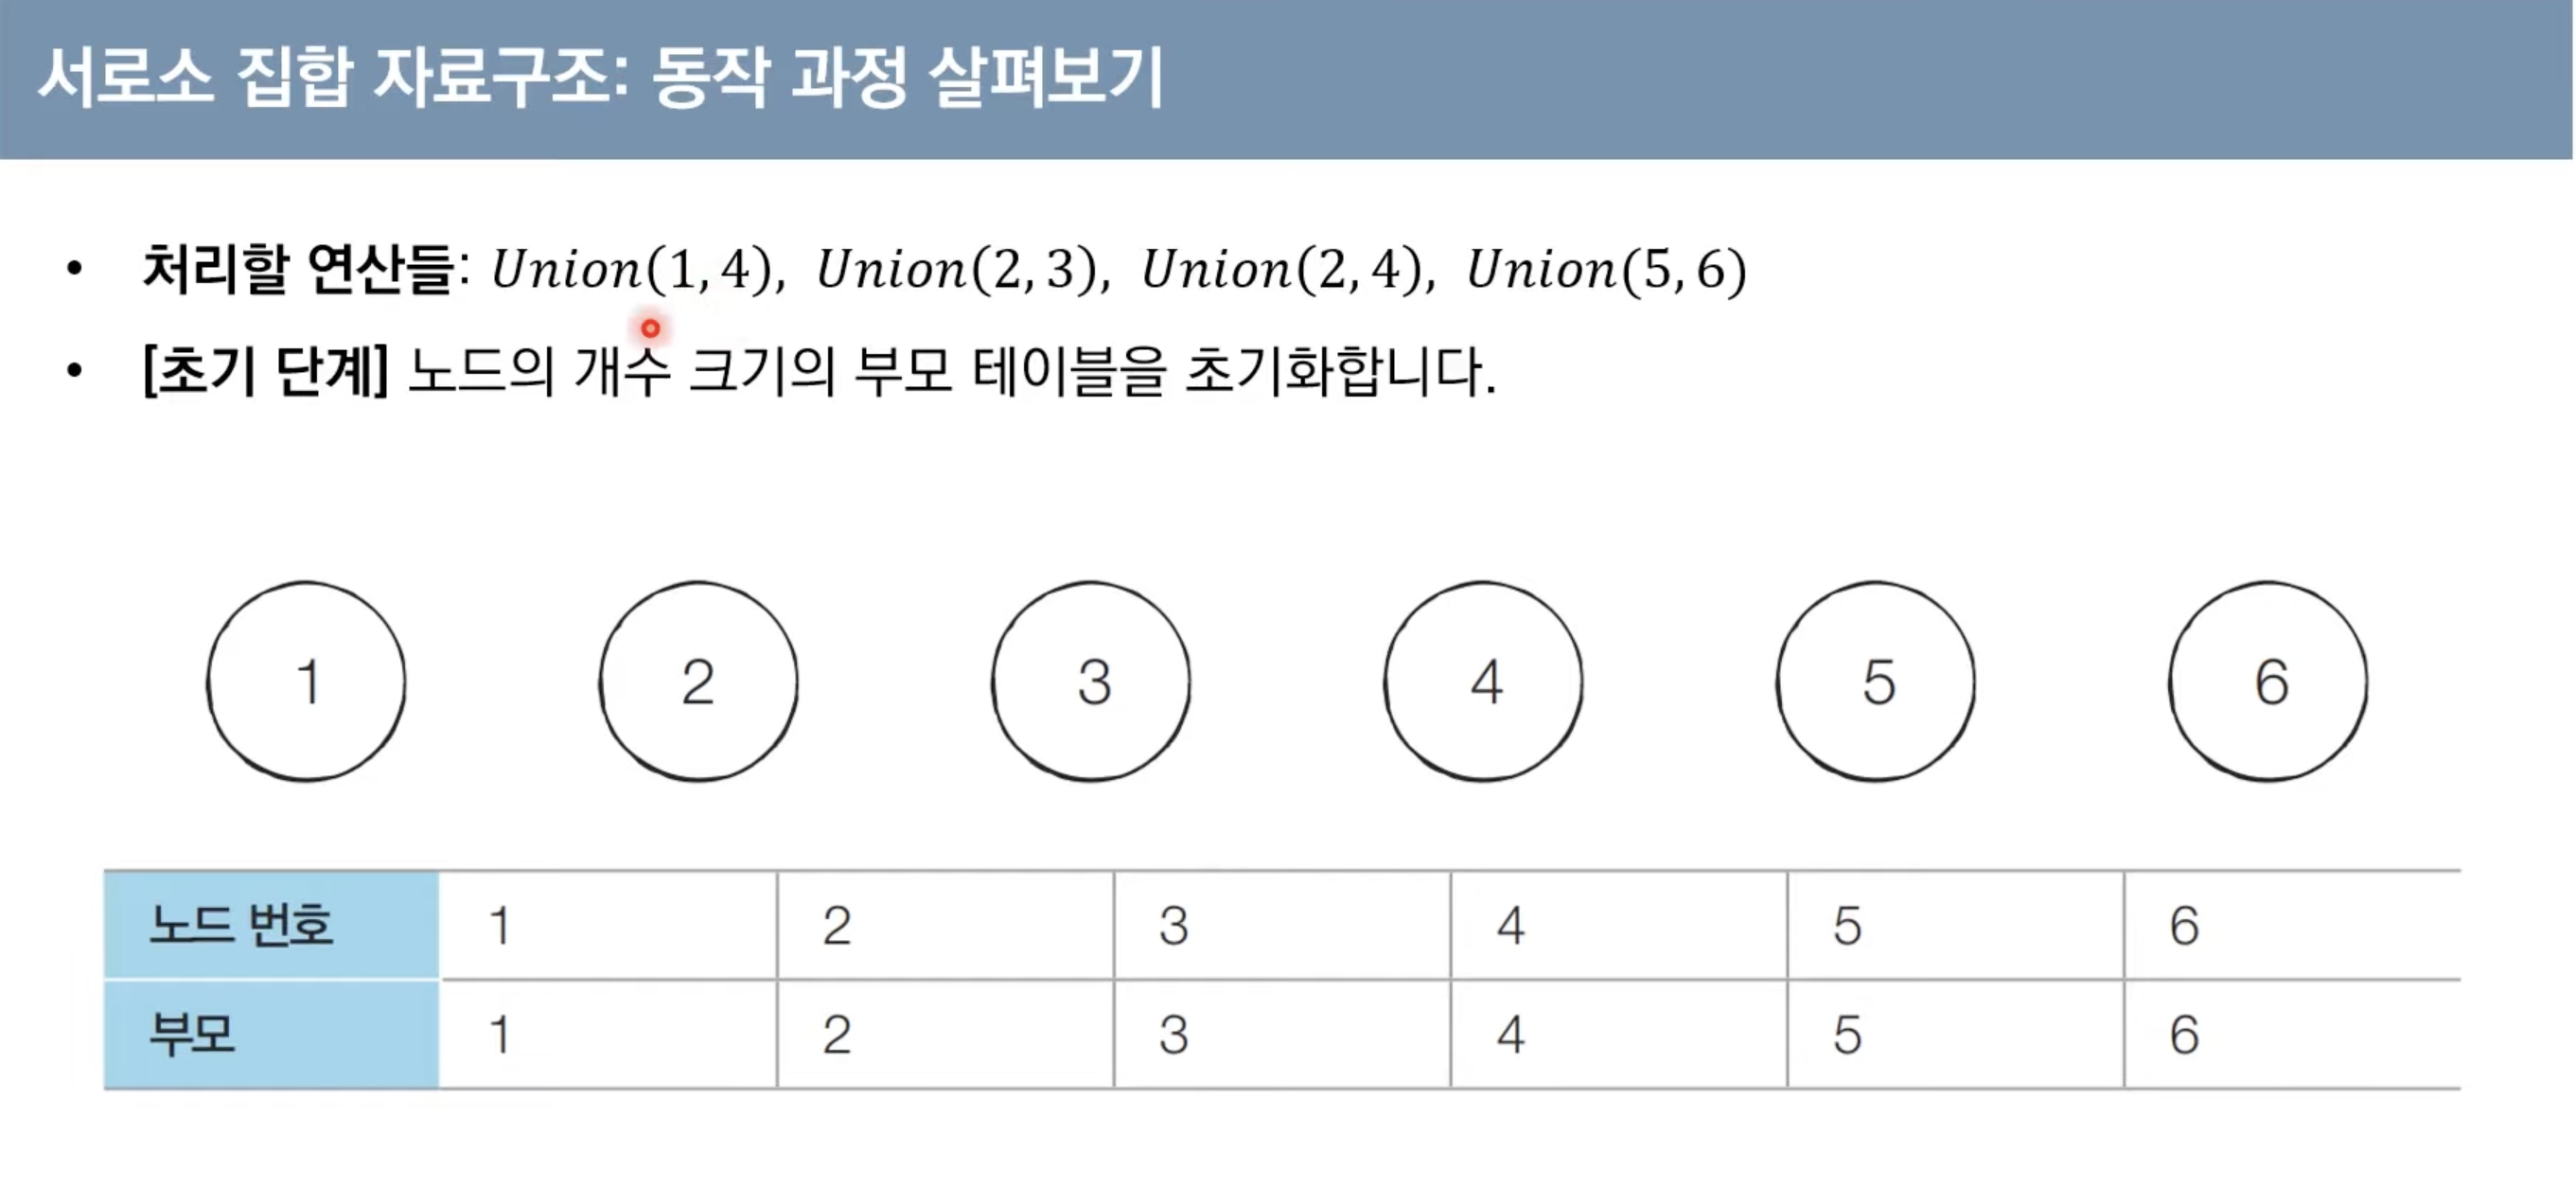 서로소 집합 자료구조: 동작 과정 살펴보기
• 처리할 연산들: Union(1,4), Union(2,3), Union(2,4), Union(5,6)
• [초기 단계] 노드의 개수 크기의 부모 테이블을 초기화합니다.
1 2 3 4 5 6
노드 번호 1 2 3 4 5 6
부모 1 2 3 4 5 6